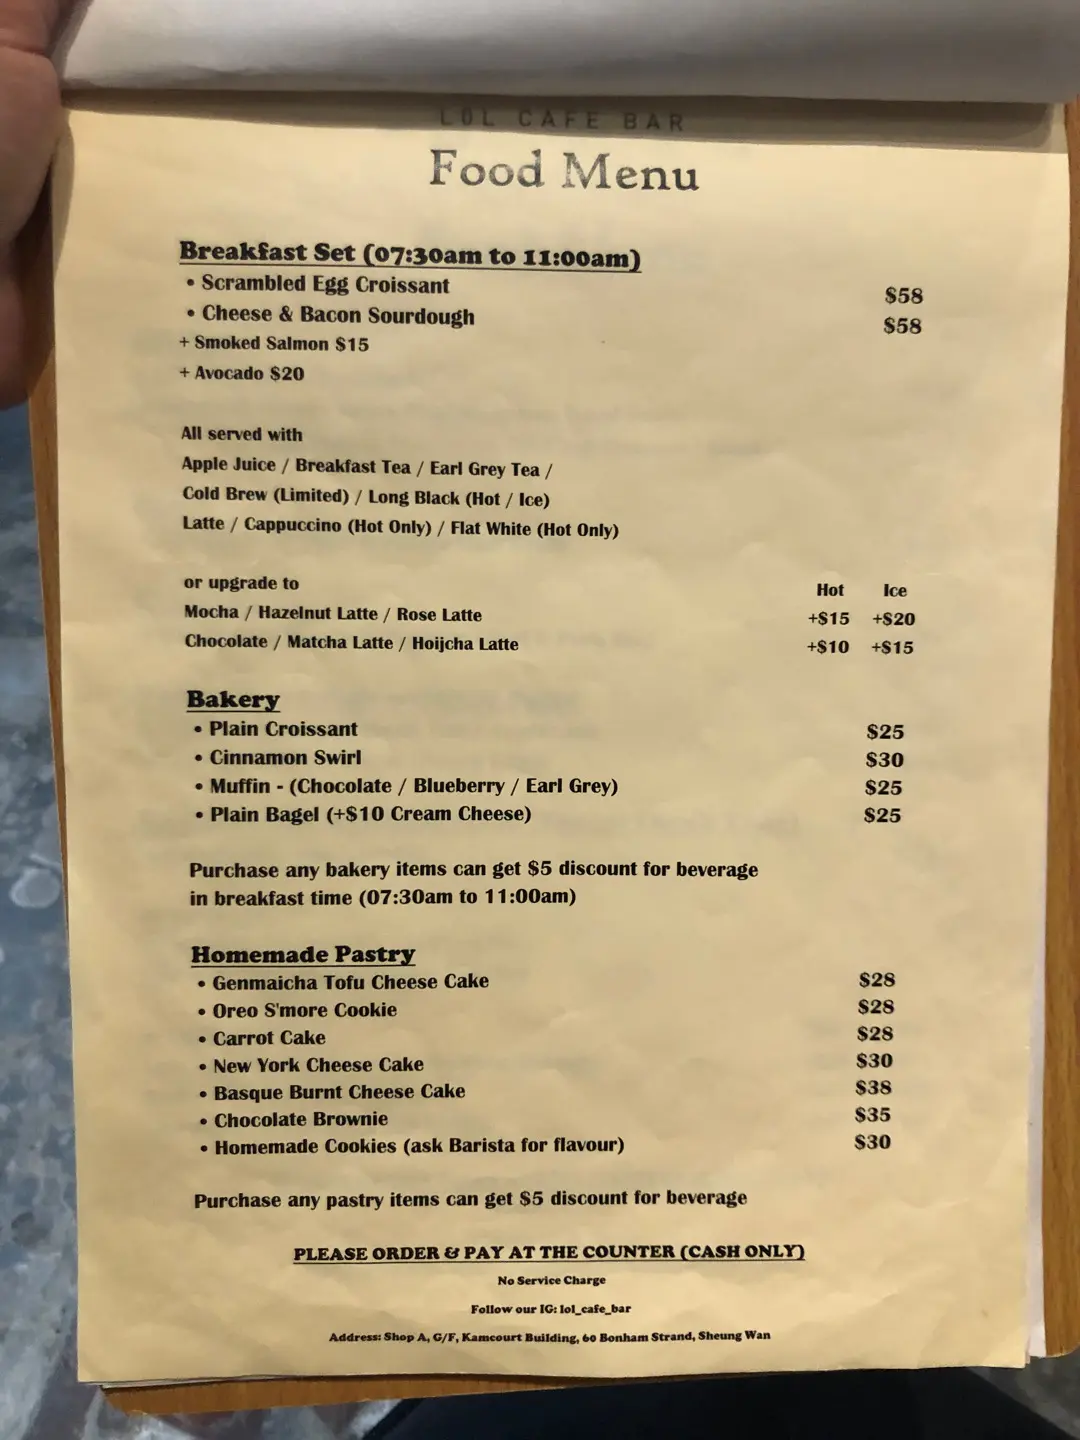 LOL CAFE BAR
Food Menu
Breakfast Set (07:30am to 11:00am)
• Scrambled Egg Croissant $58
• Cheese & Bacon Sourdough $58
+ Smoked Salmon $15
+ Avocado $20
All served with
Apple Juice / Breakfast Tea / Earl Grey Tea /
Cold Brew (Limited) / Long Black (Hot / Ice)
Latte / Cappuccino (Hot Only) / Flat White (Hot Only)
or upgrade to Hot Ice
Mocha / Hazelnut Latte / Rose Latte +$15 +$20
Chocolate / Matcha Latte / Hoijcha Latte +$10 +$15
Bakery
• Plain Croissant $25
• Cinnamon Swirl $30
• Muffin - (Chocolate / Blueberry / Earl Grey) $25
• Plain Bagel (+$10 Cream Cheese) $25
Purchase any bakery items can get $5 discount for beverage
in breakfast time (07:30am to 11:00am)
Homemade Pastry
• Genmaicha Tofu Cheese Cake $28
• Oreo S'more Cookie $28
• Carrot Cake $28
• New York Cheese Cake $30
• Basque Burnt Cheese Cake $38
• Chocolate Brownie $35
• Homemade Cookies (ask Barista for flavour) $30
Purchase any pastry items can get $5 discount for beverage
PLEASE ORDER & PAY AT THE COUNTER (CASH ONLY)
No Service Charge
Follow our IG: lol_cafe_bar
Address: Shop A, G/F, Kamcourt Building, 60 Bonham Strand, Sheung Wan